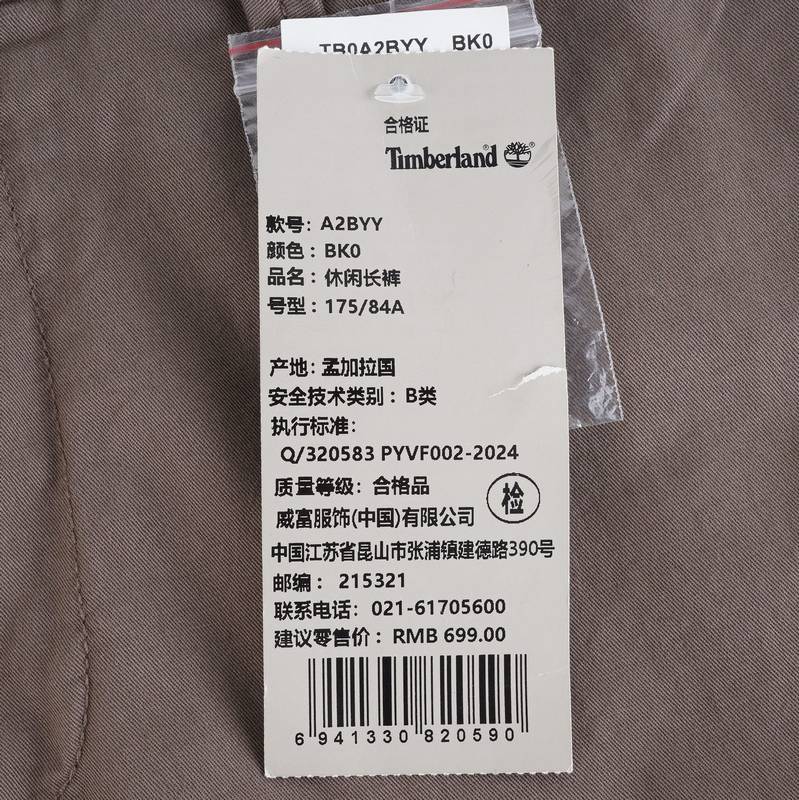 TB0A2BYY BK0
合格证
Timberland®
款号: A2BYY
颜色: BK0
品名: 休闲长裤
号型: 175/84A
产地: 孟加拉国
安全技术类别: B类
执行标准:
Q/320583 PYVF002-2024
质量等级: 合格品
检
威富服饰(中国)有限公司
中国江苏省昆山市张浦镇建德路390号
邮编: 215321
联系电话: 021-61705600
建议零售价: RMB 699.00
6 941330 820590